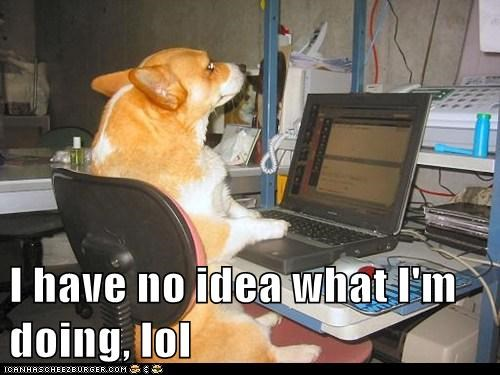 I have no idea what I'm
doing, lol
ICANHASCHEEZBURGER.COM